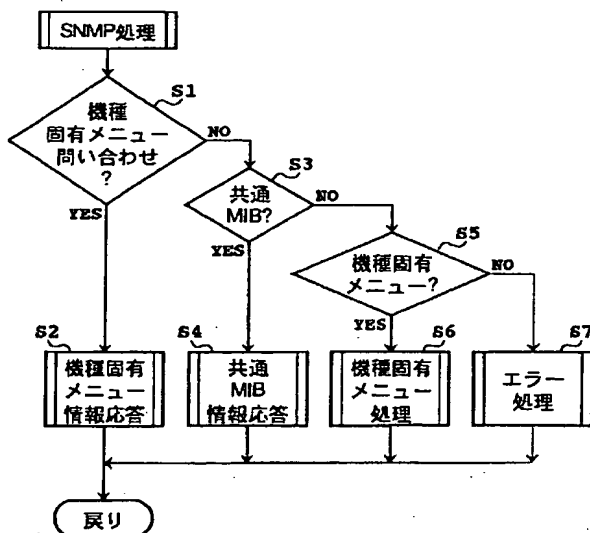 SNMP処理
S1
機種
固有メニュー
問い合わせ
?
NO
YES
S3
共通
MIB?
NO
YES
S5
機種固有
メニュー?
NO
YES
S2
機種固有
メニュー
情報応答
S4
共通
MIB
情報応答
S6
機種固有
メニュー
処理
S7
エラー
処理
戻り